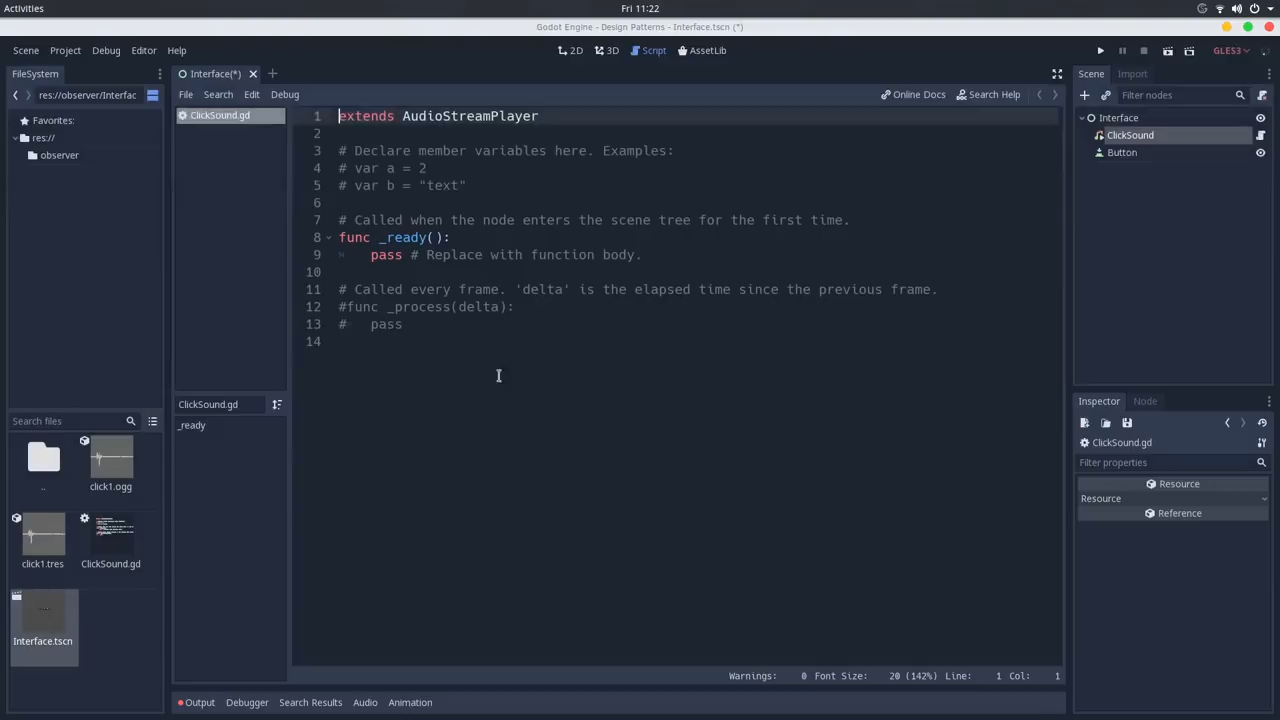 Activities
Fri 11:22
Godot Engine - Design Patterns - Interface.tscn (*)
Scene Project Debug Editor Help
2D 3D Script AssetLib
GLES3
FileSystem
res://observer/Interfac
Favorites:
res://
observer
Search files
..
click1.ogg
click1.tres
ClickSound.gd
Interface.tscn
Interface(*)
File Search Edit Debug
Online Docs Search Help
ClickSound.gd
ClickSound.gd
_ready
1 extends AudioStreamPlayer
2
3 # Declare member variables here. Examples:
4 # var a = 2
5 # var b = "text"
6
7 # Called when the node enters the scene tree for the first time.
8 func _ready():
9 pass # Replace with function body.
10
11 # Called every frame. 'delta' is the elapsed time since the previous frame.
12 #func _process(delta):
13 # pass
14
Warnings: 0 Font Size: 20 (142%) Line: 1 Col: 1
Output Debugger Search Results Audio Animation
Scene Import
Filter nodes
Interface
ClickSound
Button
Inspector Node
ClickSound.gd
Filter properties
Resource
Resource
Reference